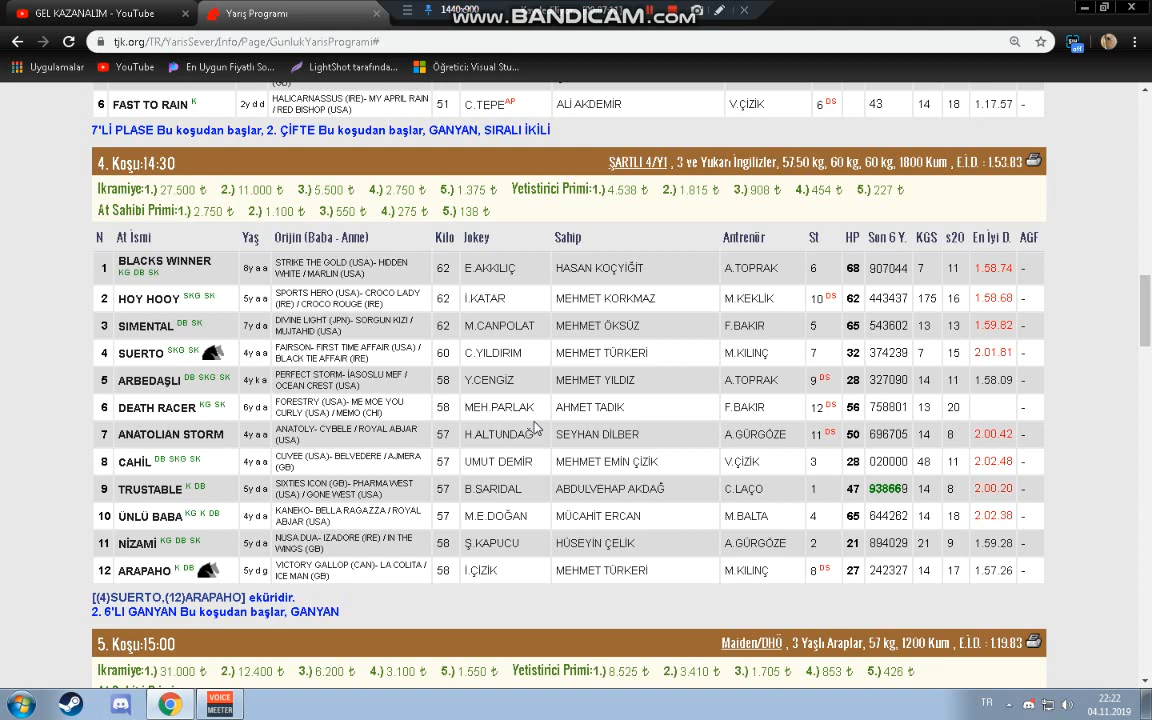 GEL KAZANALIM - YouTube
Yarış Programı
1440x900
www.BANDICAM.com
tjk.org/TR/YarisSever/Info/Page/GunlukYarisProgrami#
off
Uygulamalar YouTube En Uygun Fiyatlı So... LightShot tarafında... Öğretici: Visual Stu...
6 FAST TO RAIN K 2y d d HALICARNASSUS (IRE)- MY APRIL RAIN / RED BISHOP (USA) 51 C.TEPE AP ALİ AKDEMİR V.ÇİZİK 6 DS 43 14 18 1.17.57 -
7'Lİ PLASE Bu koşudan başlar, 2. ÇİFTE Bu koşudan başlar, GANYAN, SIRALI İKİLİ
4. Koşu:14:30 ŞARTLI 4/Y1 , 3 ve Yukarı İngilizler, 57.50 kg, 60 kg, 60 kg, 1800 Kum , E.İ.D. : 1.53.83
Ikramiye:1.) 27.500 ₺ 2.) 11.000 ₺ 3.) 5.500 ₺ 4.) 2.750 ₺ 5.) 1.375 ₺ Yetistirici Primi:1.) 4.538 ₺ 2.) 1.815 ₺ 3.) 908 ₺ 4.) 454 ₺ 5.) 227 ₺
At Sahibi Primi:1.) 2.750 ₺ 2.) 1.100 ₺ 3.) 550 ₺ 4.) 275 ₺ 5.) 138 ₺
N At İsmi Yaş Orijin (Baba - Anne) Kilo Jokey Sahip Antrenör St HP Son 6 Y. KGS s20 En İyi D. AGF
1 BLACKS WINNER KG DB SK 8y a a STRIKE THE GOLD (USA)- HIDDEN WHITE / MARLIN (USA) 62 E.AKKILIÇ HASAN KOÇYİĞİT A.TOPRAK 6 68 907044 7 11 1.58.74 -
2 HOY HOOY SKG SK 5y a a SPORTS HERO (USA)- CROCO LADY (IRE) / CROCO ROUGE (IRE) 62 İ.KATAR MEHMET KORKMAZ M.KEKLİK 10 DS 62 443437 175 16 1.58.68 -
3 SIMENTAL DB SK 7y d a DIVINE LIGHT (JPN)- SORGUN KIZI / MUJTAHID (USA) 62 M.CANPOLAT MEHMET ÖKSÜZ F.BAKIR 5 65 543602 13 13 1.59.82 -
4 SUERTO SKG SK 4y a a FAIRSON- FIRST TIME AFFAIR (USA) / BLACK TIE AFFAIR (IRE) 60 C.YILDIRIM MEHMET TÜRKERİ M.KILINÇ 7 32 374239 7 15 2.01.81 -
5 ARBEDAŞLI DB SKG SK 4y k a PERFECT STORM- IASOSLU MEF / OCEAN CREST (USA) 58 Y.CENGİZ MEHMET YILDIZ A.TOPRAK 9 DS 28 327090 14 11 1.58.09 -
6 DEATH RACER KG SK 6y d a FORESTRY (USA)- ME MOE YOU CURLY (USA) / MEMO (CHI) 58 MEH.PARLAK AHMET TADIK F.BAKIR 12 DS 56 758801 13 20 -
7 ANATOLIAN STORM 4y a a ANATOLY- CYBELE / ROYAL ABJAR (USA) 57 H.ALTUNDAĞ SEYHAN DİLBER A.GÜRGÖZE 11 DS 50 696705 14 8 2.00.42 -
8 CAHİL DB SKG SK 4y a a CUVEE (USA)- BELVEDERE / AJMERA (GB) 57 UMUT DEMİR MEHMET EMİN ÇİZİK V.ÇİZİK 3 28 020000 48 11 2.02.48 -
9 TRUSTABLE K DB 5y d a SIXTIES ICON (GB)- PHARMA WEST (USA) / GONE WEST (USA) 57 B.SARIDAL ABDULVEHAP AKDAĞ C.LAÇO 1 47 938669 14 8 2.00.20 -
10 ÜNLÜ BABA KG K DB 4y d a KANEKO- BELLA RAGAZZA / ROYAL ABJAR (USA) 57 M.E.DOĞAN MÜCAHİT ERCAN M.BALTA 4 65 644262 14 18 2.02.38 -
11 NİZAMİ KG DB SK 5y d a NUSA DUA- IZADORE (IRE) / IN THE WINGS (GB) 58 Ş.KAPUCU HÜSEYİN ÇELİK A.GÜRGÖZE 2 21 894029 21 9 1.59.28 -
12 ARAPAHO K DB 5y d g VICTORY GALLOP (CAN)- LA COLITA / ICE MAN (GB) 58 İ.ÇİZİK MEHMET TÜRKERİ M.KILINÇ 8 DS 27 242327 14 17 1.57.26 -
[(4)SUERTO,(12)ARAPAHO] eküridir.
2. 6'LI GANYAN Bu koşudan başlar, GANYAN
5. Koşu:15:00 Maiden/DHÖ , 3 Yaşlı Araplar, 57 kg, 1200 Kum , E.İ.D. : 1.19.83
Ikramiye:1.) 31.000 ₺ 2.) 12.400 ₺ 3.) 6.200 ₺ 4.) 3.100 ₺ 5.) 1.550 ₺ Yetistirici Primi:1.) 8.525 ₺ 2.) 3.410 ₺ 3.) 1.705 ₺ 4.) 853 ₺ 5.) 426 ₺
VOICE MEETER
TR
22:22
04.11.2019